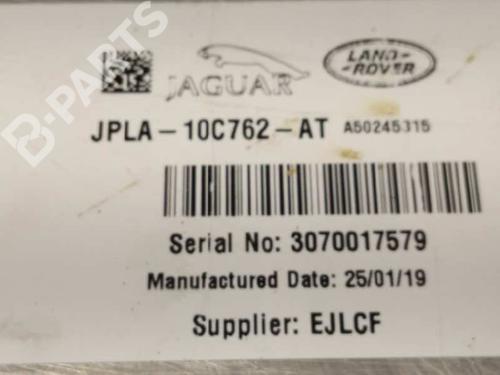 B-PARTS
JAGUAR
LAND-
-ROVER
JPLA-10C762-AT A50245315
Serial No: 3070017579
Manufactured Date: 25/01/19
Supplier: EJLCF